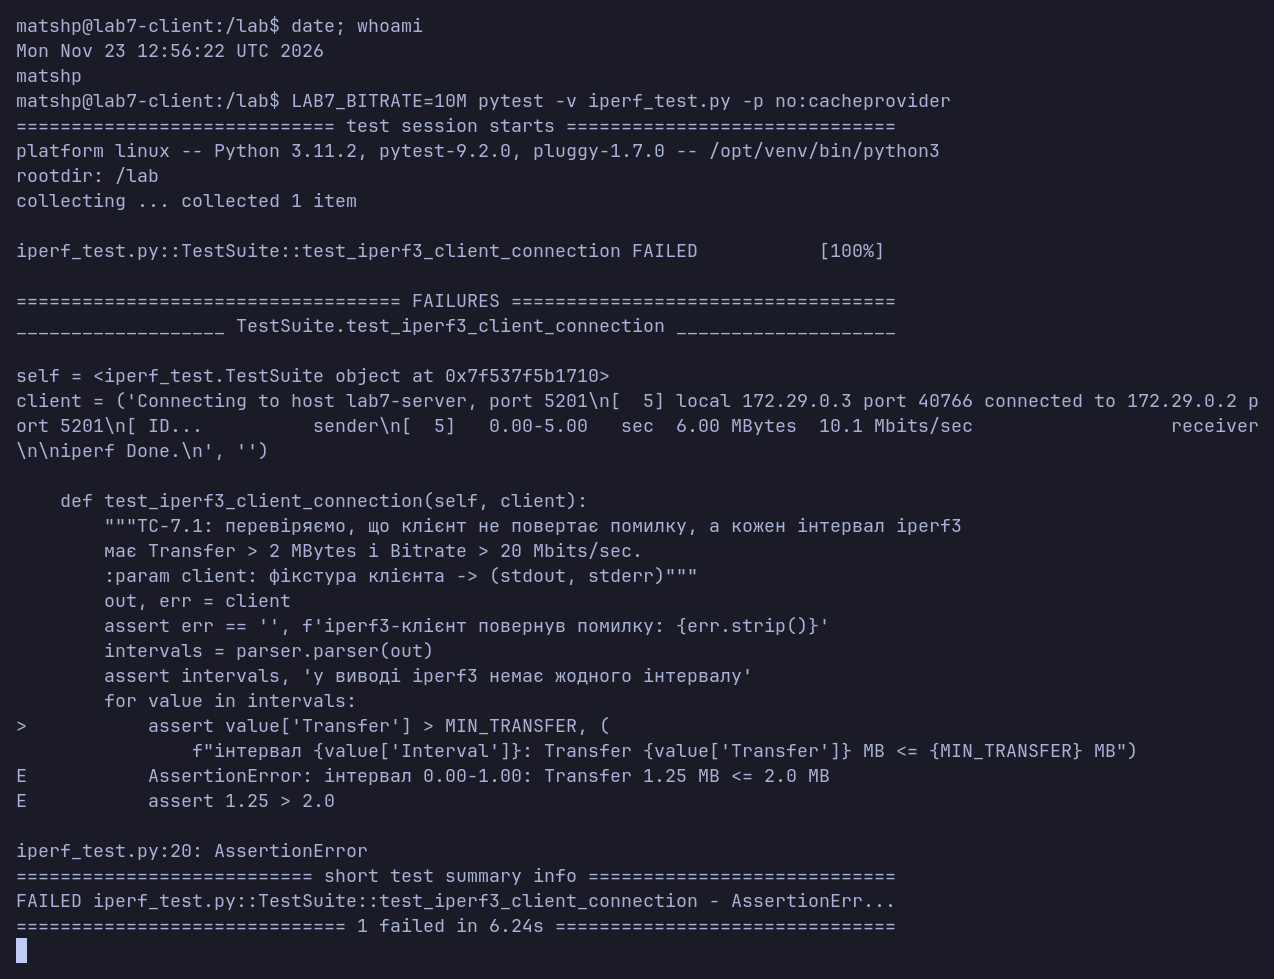 matshp@lab7-client:/lab$ date; whoami
Mon Nov 23 12:56:22 UTC 2026
matshp
matshp@lab7-client:/lab$ LAB7_BITRATE=10M pytest -v iperf_test.py -p no:cacheprovider
============================= test session starts ==============================
platform linux -- Python 3.11.2, pytest-9.2.0, pluggy-1.7.0 -- /opt/venv/bin/python3
rootdir: /lab
collecting ... collected 1 item

iperf_test.py::TestSuite::test_iperf3_client_connection FAILED           [100%]

=================================== FAILURES ===================================
___________________ TestSuite.test_iperf3_client_connection ____________________

self = <iperf_test.TestSuite object at 0x7f537f5b1710>
client = ('Connecting to host lab7-server, port 5201\n[  5] local 172.29.0.3 port 40766 connected to 172.29.0.2 p
ort 5201\n[ ID...          sender\n[  5]   0.00-5.00   sec  6.00 MBytes  10.1 Mbits/sec                  receiver
\n\niperf Done.\n', '')

    def test_iperf3_client_connection(self, client):
        """TC-7.1: перевіряємо, що клієнт не повертає помилку, а кожен інтервал iperf3
        має Transfer > 2 MBytes і Bitrate > 20 Mbits/sec.
        :param client: фікстура клієнта -> (stdout, stderr)"""
        out, err = client
        assert err == '', f'iperf3-клієнт повернув помилку: {err.strip()}'
        intervals = parser.parser(out)
        assert intervals, 'у виводі iperf3 немає жодного інтервалу'
        for value in intervals:
>           assert value['Transfer'] > MIN_TRANSFER, (
                f"інтервал {value['Interval']}: Transfer {value['Transfer']} MB <= {MIN_TRANSFER} MB")
E           AssertionError: інтервал 0.00-1.00: Transfer 1.25 MB <= 2.0 MB
E           assert 1.25 > 2.0

iperf_test.py:20: AssertionError
=========================== short test summary info ============================
FAILED iperf_test.py::TestSuite::test_iperf3_client_connection - AssertionErr...
============================== 1 failed in 6.24s ===============================